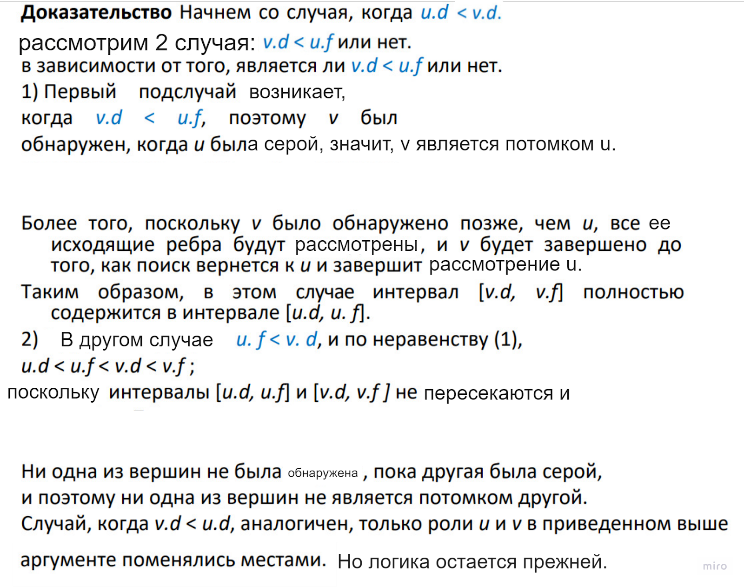 Доказательство Начнем со случая, когда u.d < v.d.
рассмотрим 2 случая: v.d < u.f или нет.
в зависимости от того, является ли v.d < u.f или нет.
1) Первый подслучай возникает,
когда v.d < u.f, поэтому v был
обнаружен, когда u была серой, значит, v является потомком u.
Более того, поскольку v было обнаружено позже, чем u, все ее
исходящие ребра будут рассмотрены, и v будет завершено до
того, как поиск вернется к u и завершит рассмотрение u.
Таким образом, в этом случае интервал [v.d, v.f] полностью
содержится в интервале [u.d, u. f].
2) В другом случае u. f < v. d, и по неравенству (1),
u.d < u.f < v.d < v.f ;
поскольку интервалы [u.d, u.f] и [v.d, v.f ] не пересекаются и
Ни одна из вершин не была обнаружена , пока другая была серой,
и поэтому ни одна из вершин не является потомком другой.
Случай, когда v.d < u.d, аналогичен, только роли u и v в приведенном выше
аргументе поменялись местами. Но логика остается прежней.
miro